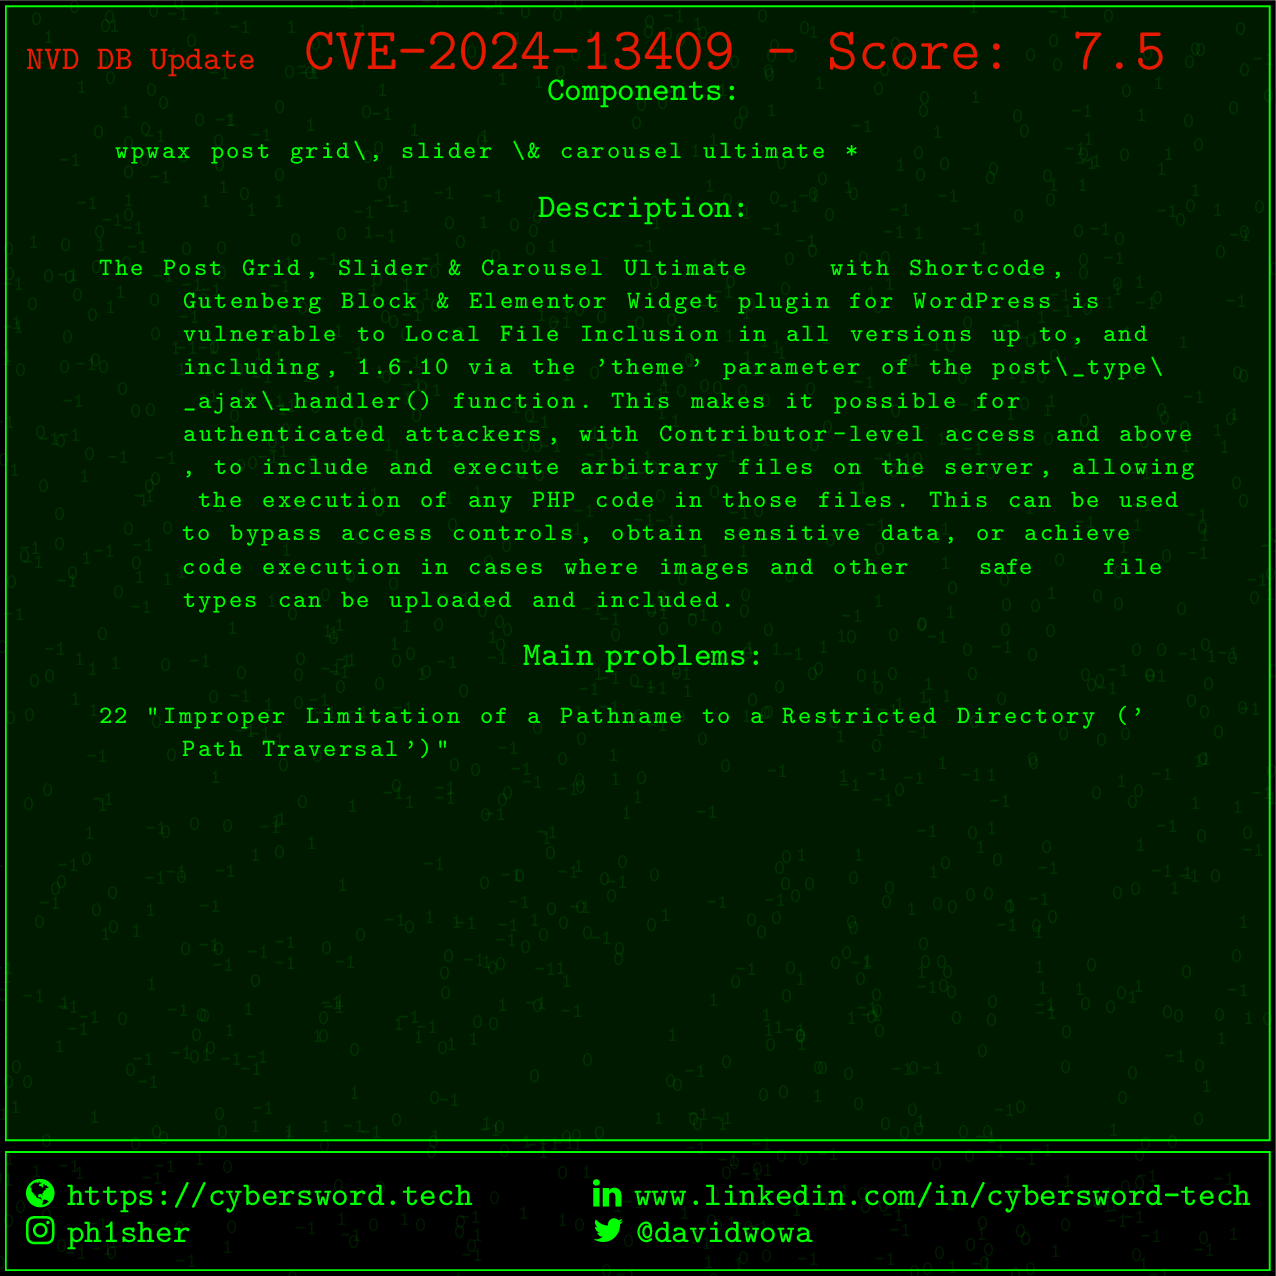 NVD DB Update CVE-2024-13409 - Score: 7.5
Components:
wpwax post grid\, slider \& carousel ultimate *
Description:
The Post Grid, Slider & Carousel Ultimate with Shortcode,
Gutenberg Block & Elementor Widget plugin for WordPress is
vulnerable to Local File Inclusion in all versions up to, and
including, 1.6.10 via the 'theme' parameter of the post\_type\
_ajax\_handler() function. This makes it possible for
authenticated attackers, with Contributor-level access and above
, to include and execute arbitrary files on the server, allowing
the execution of any PHP code in those files. This can be used
to bypass access controls, obtain sensitive data, or achieve
code execution in cases where images and other safe file
types can be uploaded and included.
Main problems:
22 "Improper Limitation of a Pathname to a Restricted Directory ('
Path Traversal')"
https://cybersword.tech
www.linkedin.com/in/cybersword-tech
ph1sher
@davidwowa